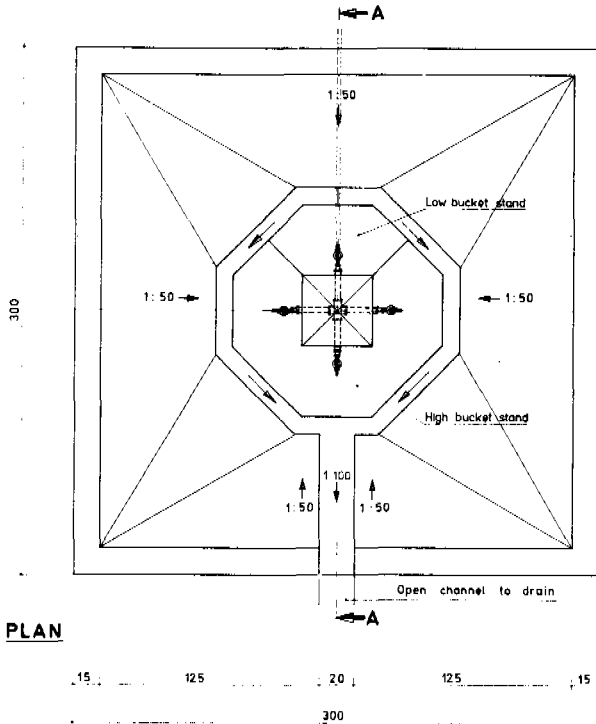 A
1:50
Low bucket stand
300
1:50
1:50
High bucket stand
1:100
1:50
1:50
Open channel to drain
A
PLAN
15 125 20 125 15
300